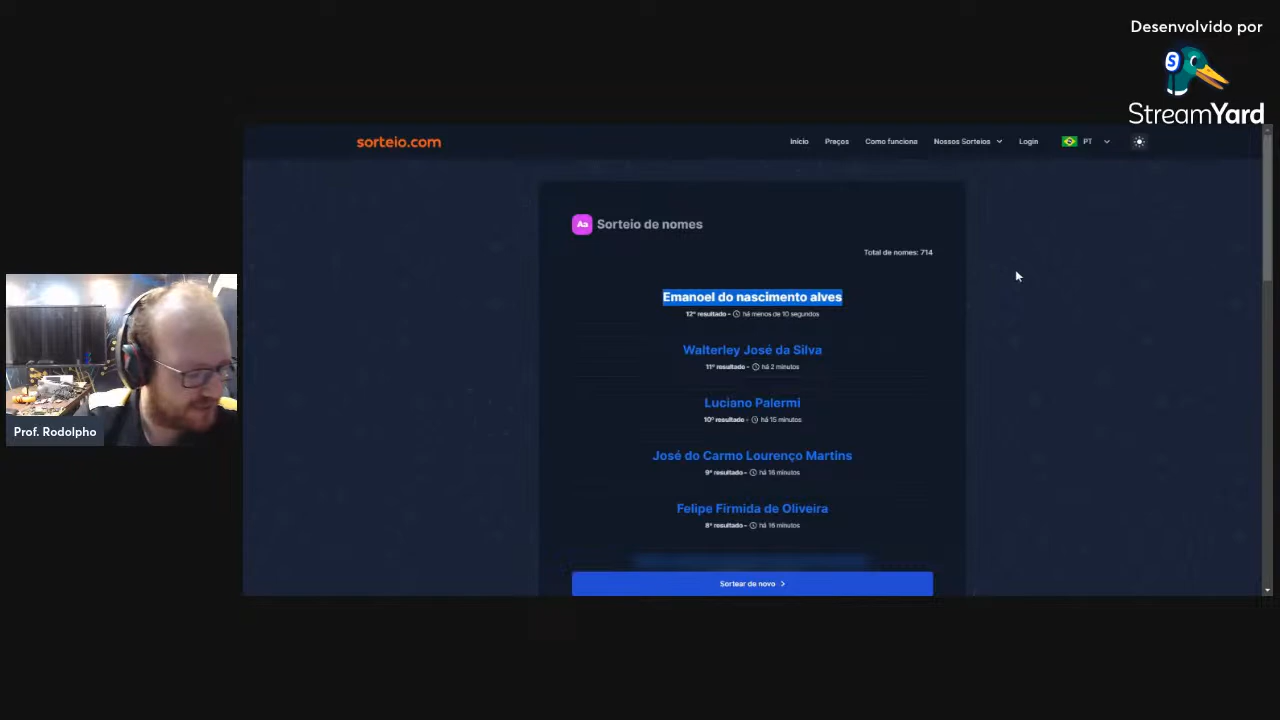 Desenvolvido por
S
StreamYard
sorteio.com
Início Preços Como funciona Nossos Sorteios Login PT
Aa Sorteio de nomes
Total de nomes: 714
Emanoel do nascimento alves
12º resultado - há menos de 10 segundos
Walterley José da Silva
11º resultado - há 2 minutos
Luciano Palermi
10º resultado - há 15 minutos
José do Carmo Lourenço Martins
9º resultado - há 16 minutos
Felipe Firmida de Oliveira
8º resultado - há 16 minutos
Sortear de novo
Prof. Rodolpho